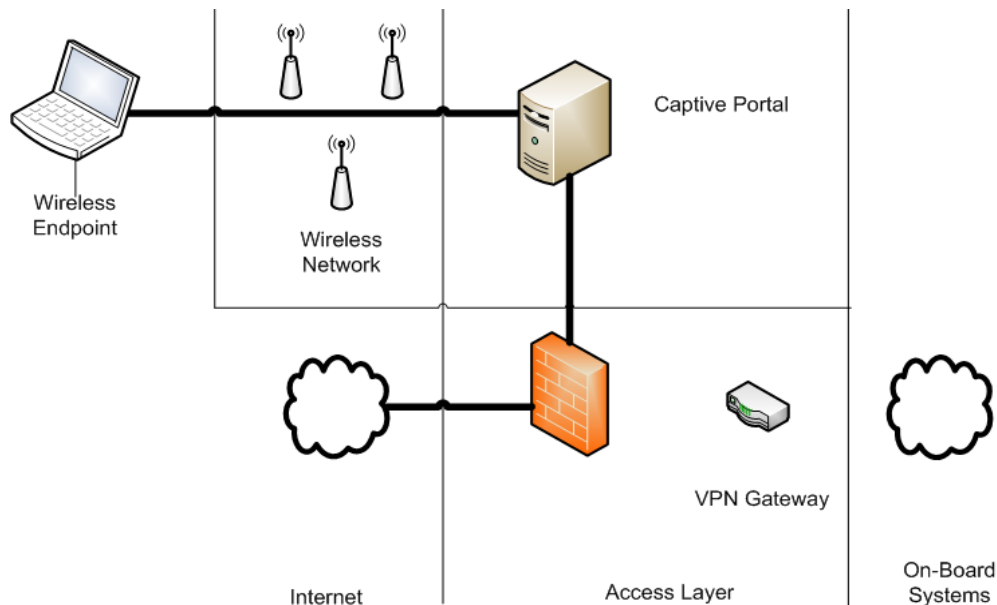 Captive Portal
Wireless
Endpoint
Wireless
Network
VPN Gateway
Internet
Access Layer
On-Board
Systems